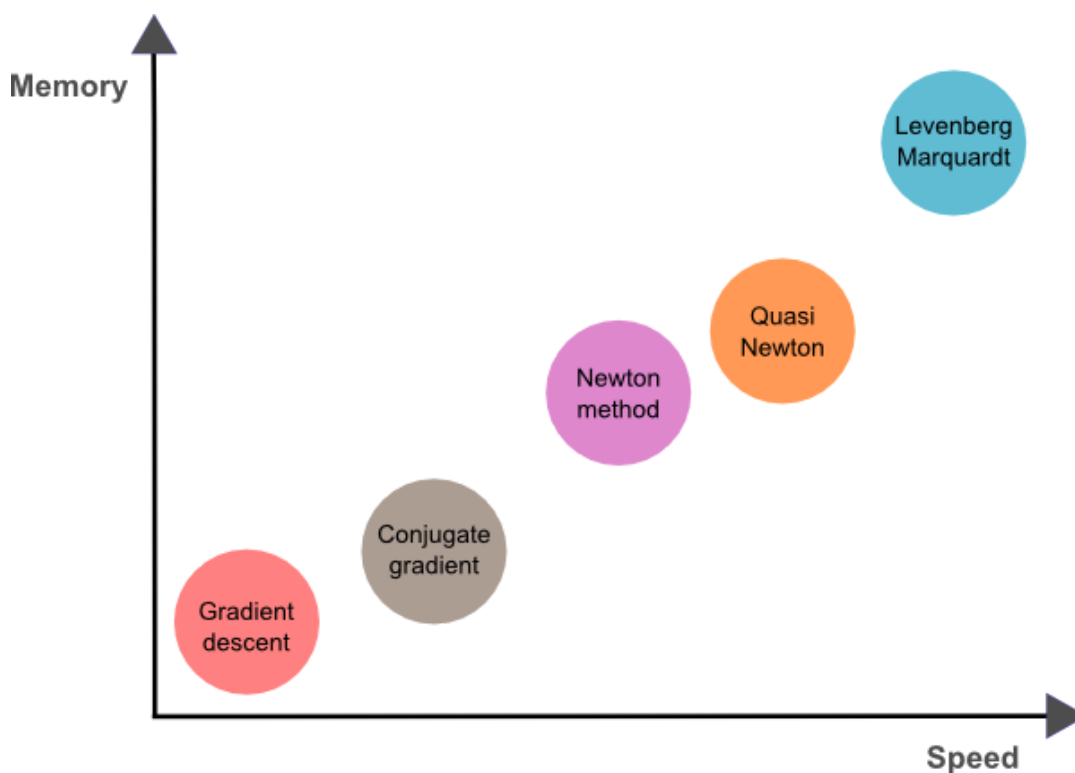 Memory
Levenberg
Marquardt
Quasi
Newton
Newton
method
Conjugate
gradient
Gradient
descent
Speed